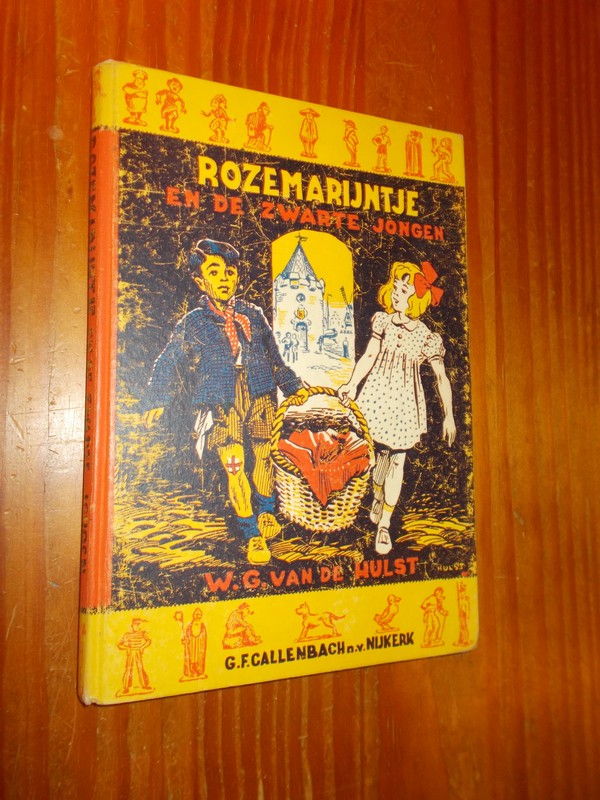 ROZEMARIJNTJE
EN DE ZWARTE JONGEN
W.G. VAN DE HULST
HULST
G.F. CALLENBACH n.v. NIJKERK